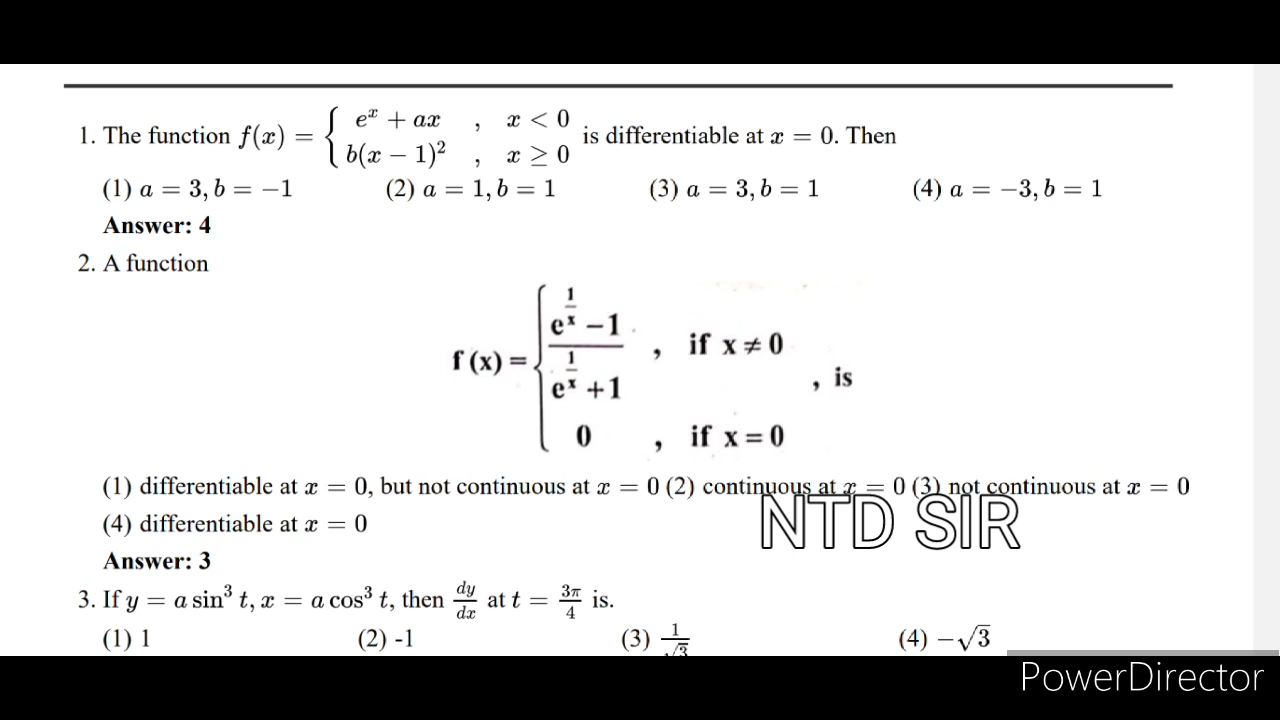 1. The function f(x) = { e^x + ax , x < 0
b(x − 1)^2 , x ≥ 0 is differentiable at x = 0. Then
(1) a = 3, b = −1 (2) a = 1, b = 1 (3) a = 3, b = 1 (4) a = −3, b = 1
Answer: 4
2. A function
f (x) = { (e^(1/x) − 1)/(e^(1/x) + 1) , if x ≠ 0
0 , if x = 0 , is
(1) differentiable at x = 0, but not continuous at x = 0 (2) continuous at x = 0 (3) not continuous at x = 0
NTD SIR
(4) differentiable at x = 0
Answer: 3
3. If y = a sin^3 t, x = a cos^3 t, then dy/dx at t = 3π/4 is.
(1) 1 (2) -1 (3) 1/√3 (4) −√3
PowerDirector